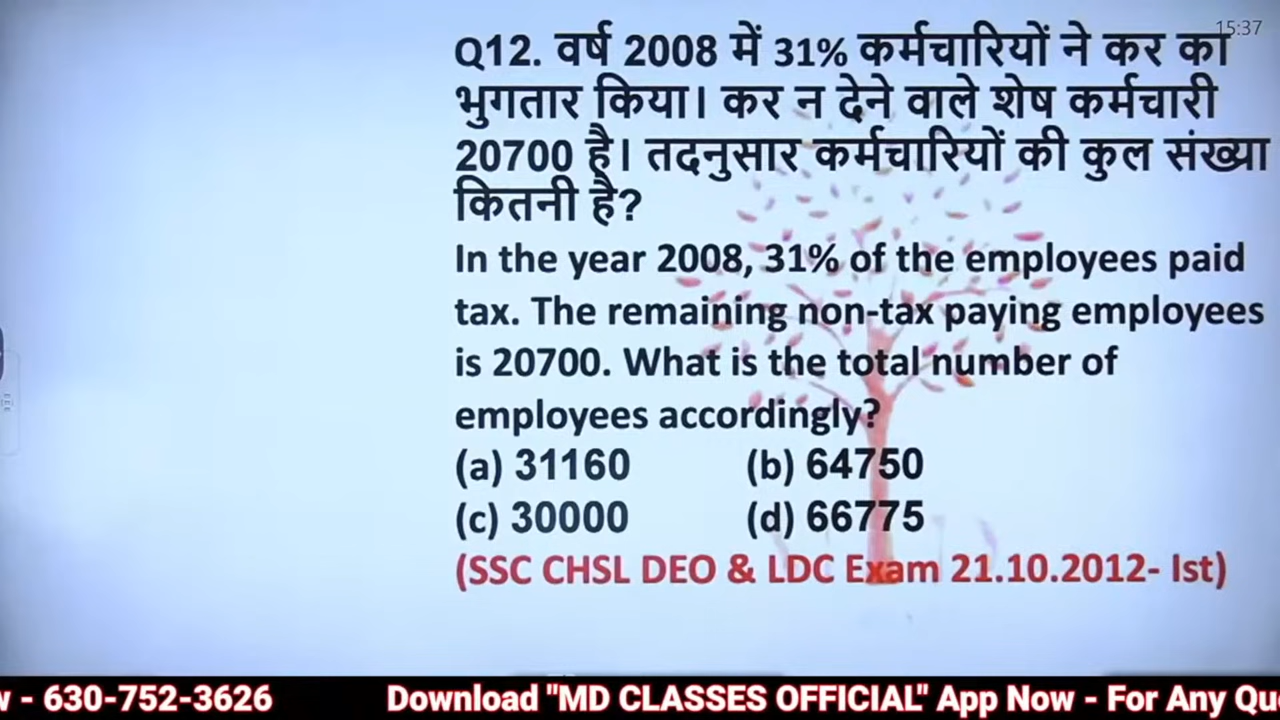 15:37
Q12. वर्ष 2008 में 31% कर्मचारियों ने कर का
भुगतार किया। कर न देने वाले शेष कर्मचारी
20700 है। तदनुसार कर्मचारियों की कुल संख्या
कितनी है?
In the year 2008, 31% of the employees paid
tax. The remaining non-tax paying employees
is 20700. What is the total number of
employees accordingly?
(a) 31160 (b) 64750
(c) 30000 (d) 66775
(SSC CHSL DEO & LDC Exam 21.10.2012- Ist)
- 630-752-3626 Download "MD CLASSES OFFICIAL" App Now - For Any